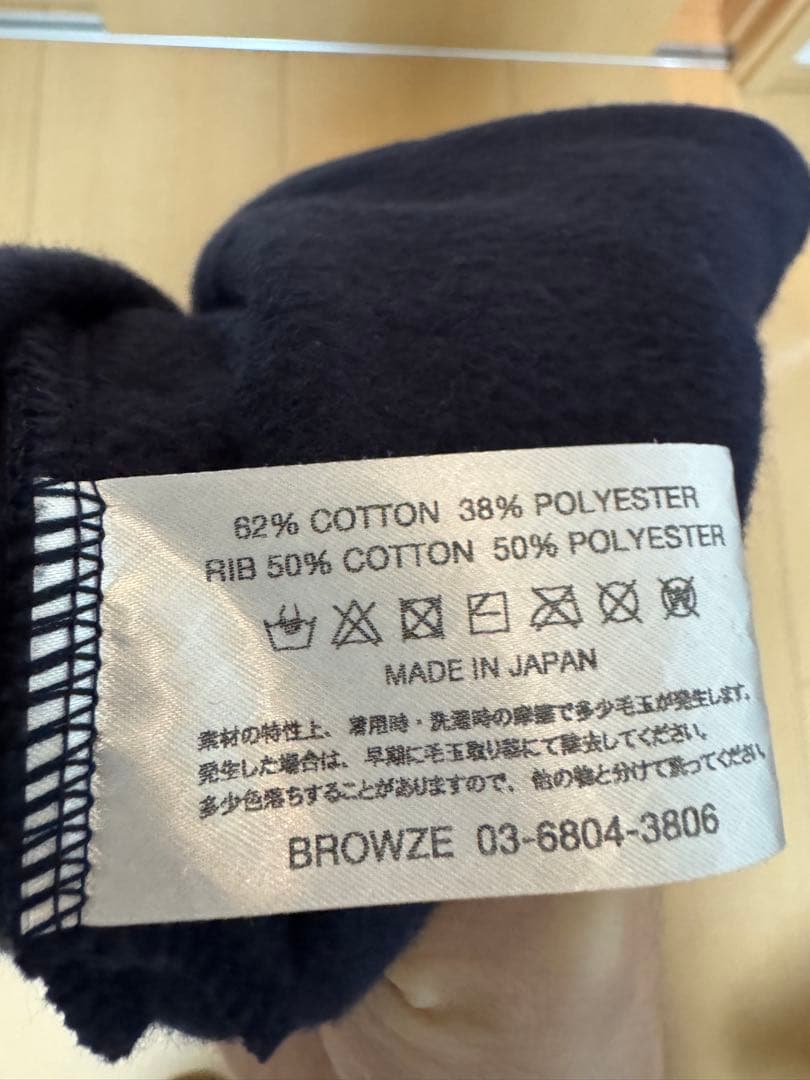 62% COTTON 38% POLYESTER
RIB 50% COTTON 50% POLYESTER
MADE IN JAPAN
素材の特性上、着用時・洗濯時の摩擦で多少毛玉が発生します。
発生した場合は、早期に毛玉取り器にて除去してください。
多少色落ちすることがありますので、他の物と分けて洗ってください。
BROWZE 03-6804-3806